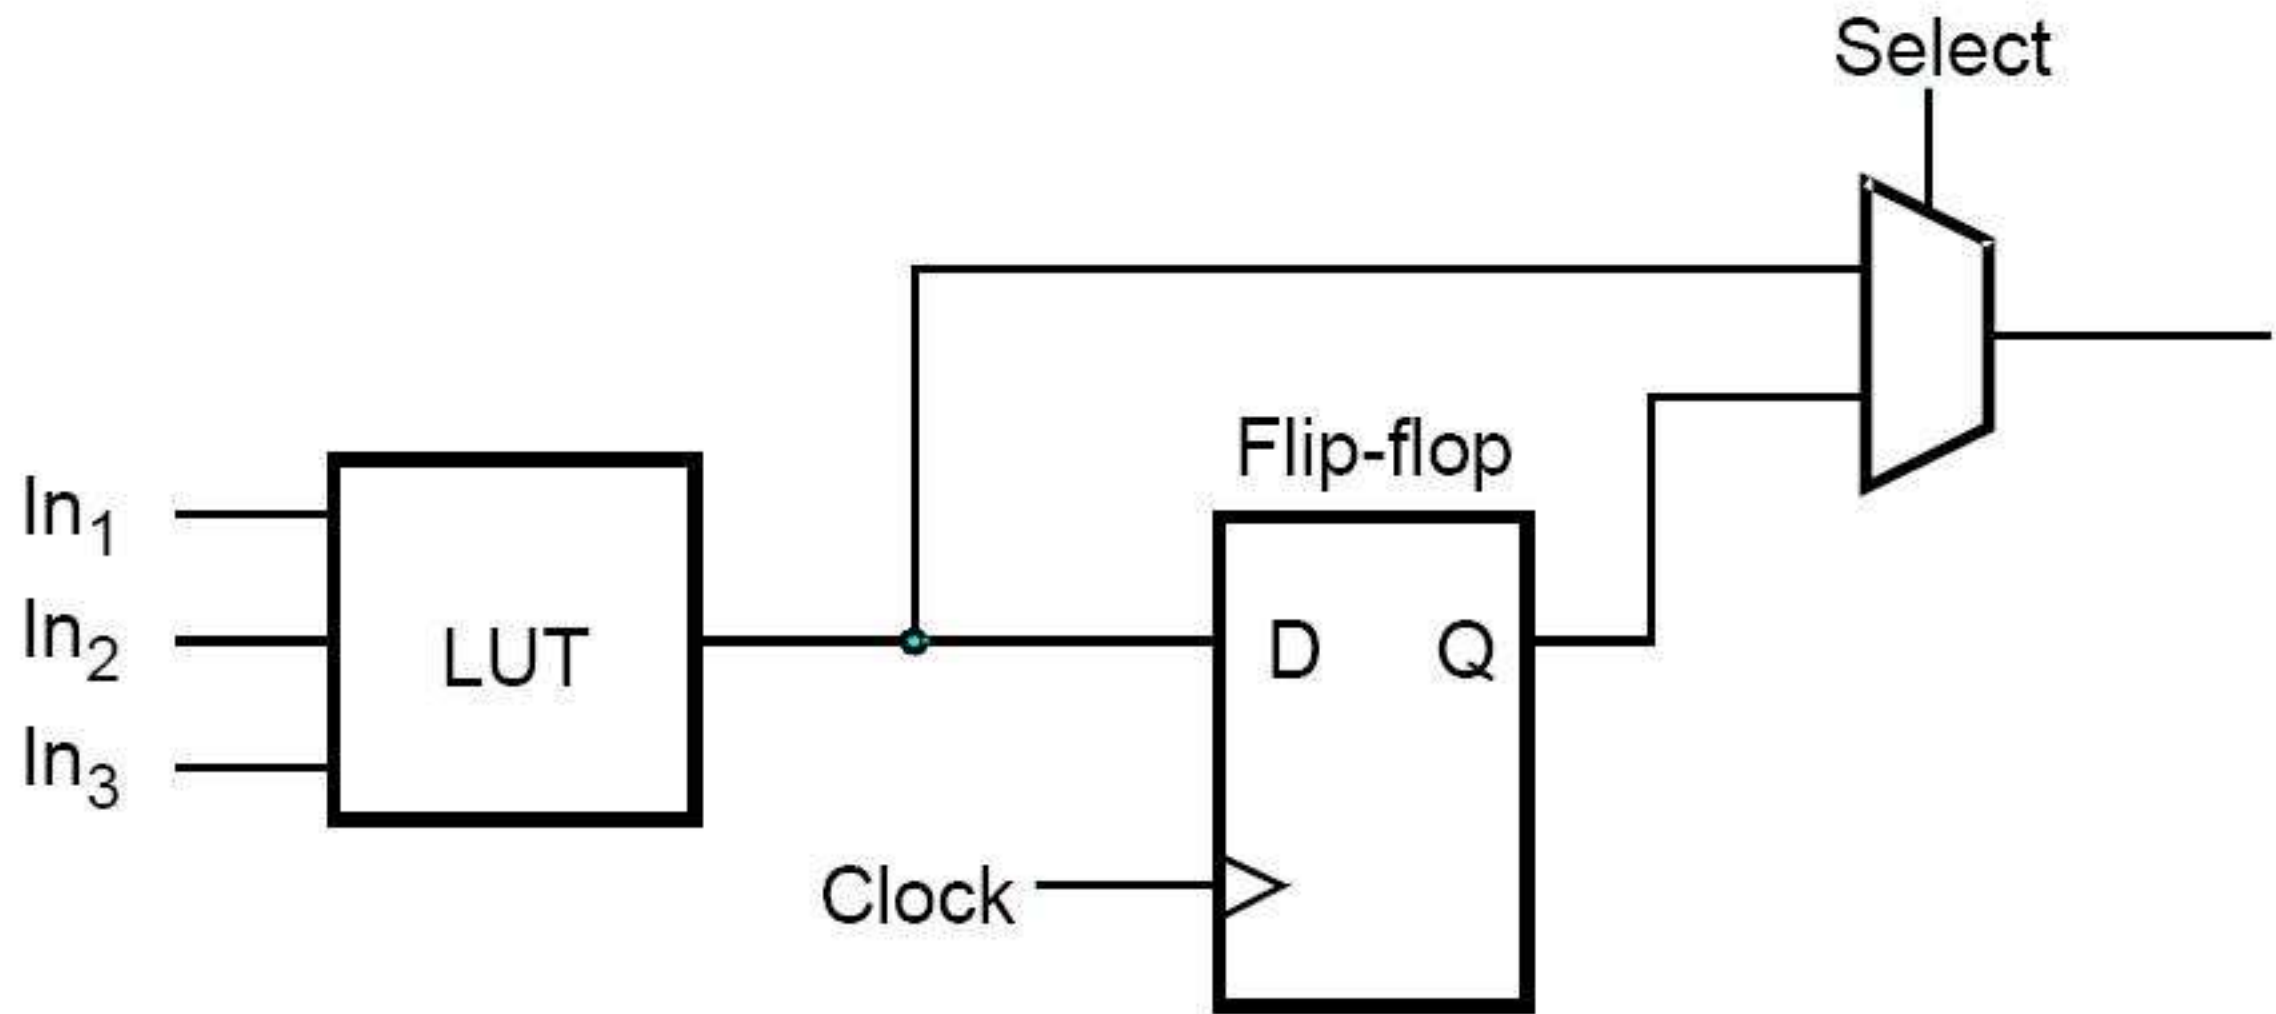 Select
Flip-flop
In1
In2
In3
LUT
D Q
Clock